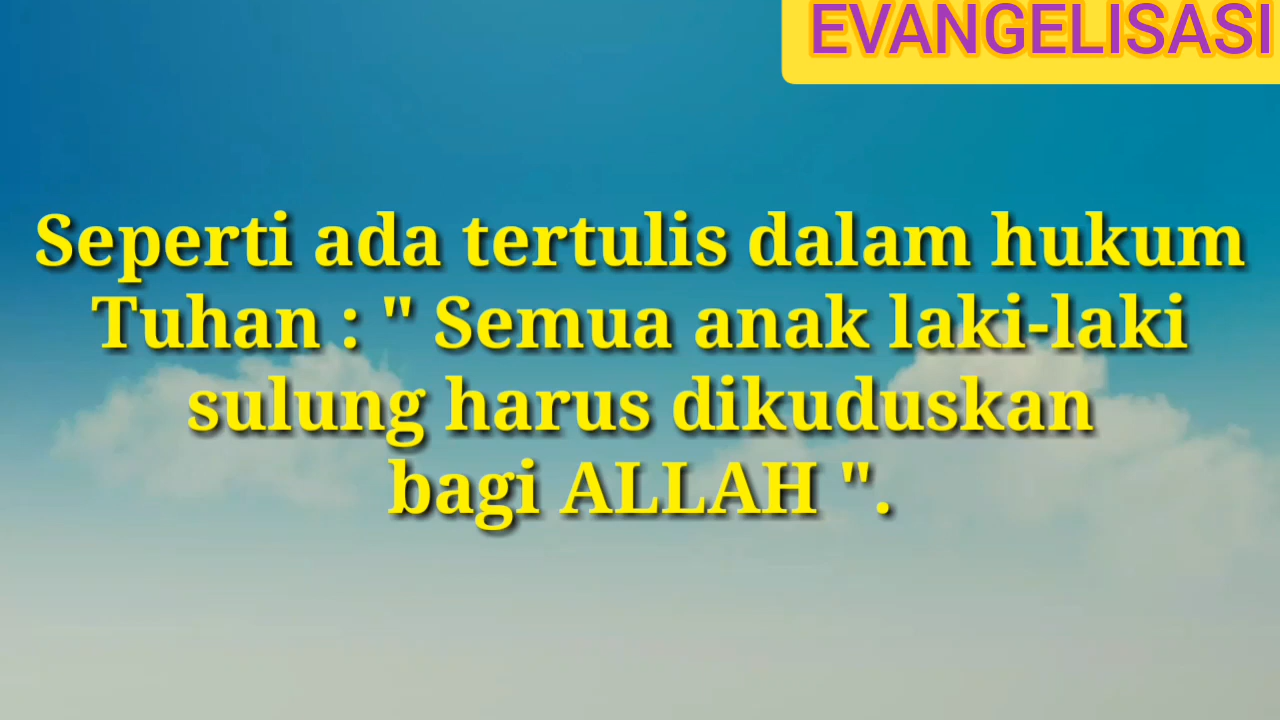 EVANGELISASI
Seperti ada tertulis dalam hukum
Tuhan : " Semua anak laki-laki
sulung harus dikuduskan
bagi ALLAH ".